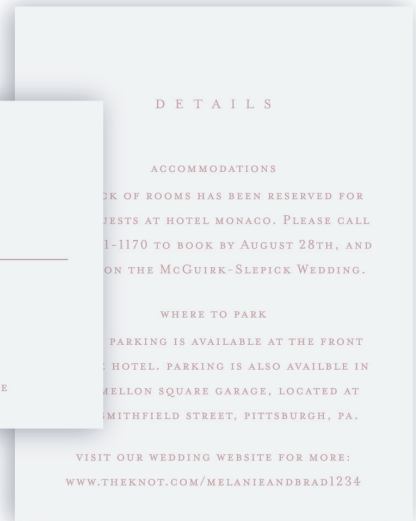 DETAILS
ACCOMMODATIONS
CK OF ROOMS HAS BEEN RESERVED FOR
UESTS AT HOTEL MONACO. PLEASE CALL
1-1170 TO BOOK BY AUGUST 28TH, AND
ON THE MCGUIRK-SLEPICK WEDDING.
WHERE TO PARK
PARKING IS AVAILABLE AT THE FRONT
HOTEL. PARKING IS ALSO AVAILBLE IN
MELLON SQUARE GARAGE, LOCATED AT
SMITHFIELD STREET, PITTSBURGH, PA.
VISIT OUR WEDDING WEBSITE FOR MORE:
WWW.THEKNOT.COM/MELANIEANDBRAD1234
E